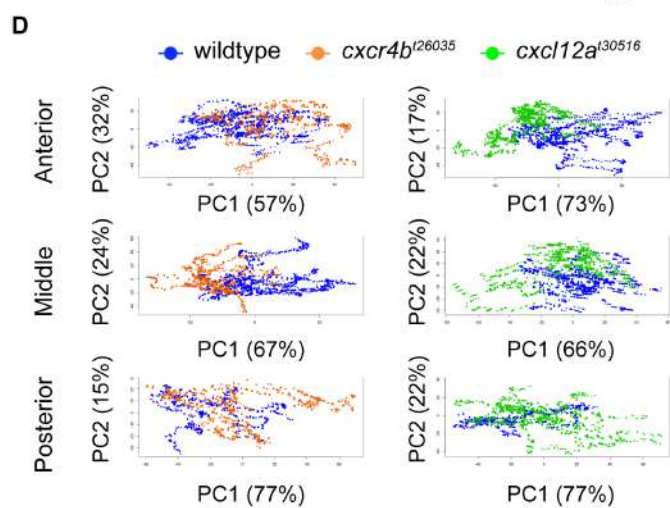 D
wildtype cxcr4b^t26035 cxcl12a^t30516
Anterior
PC2 (32%)
PC1 (57%)
PC2 (17%)
PC1 (73%)
Middle
PC2 (24%)
PC1 (67%)
PC2 (22%)
PC1 (66%)
Posterior
PC2 (15%)
PC1 (77%)
PC2 (22%)
PC1 (77%)